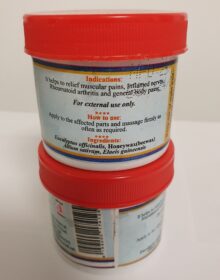 Indications:
It helps to relief muscular pains, Inflamed nerves,
Rheumatoid arthritis and general body pains.
For external use only.
****
How to use:
Apply to the affected parts and massage firmly as
often as required.
****
Ingredients:
Eucalyptus officinalis, Honeywax(beewax)
Allium sativum, Elaeis guineensis